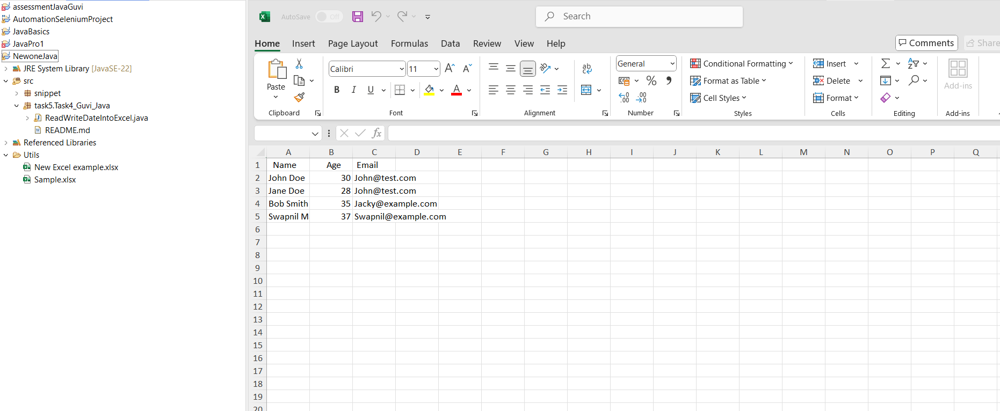 assessmentJavaGuvi
AutomationSeleniumProject
JavaBasics
JavaPro1
NewoneJava
JRE System Library [JavaSE-22]
src
snippet
task5.Task4_Guvi_Java
ReadWriteDateIntoExcel.java
README.md
Referenced Libraries
Utils
New Excel example.xlsx
Sample.xlsx
AutoSave Off
Search
Home Insert Page Layout Formulas Data Review View Help
Comments Share
Paste
Clipboard
Calibri 11
B I U A
Font
ab
Alignment
General
Number
Conditional Formatting
Format as Table
Cell Styles
Styles
Insert
Delete
Format
Cells
Editing
Add-ins
Add-ins
fx
A B C D E F G H I J K L M N O P Q
1 Name Age Email
2 John Doe 30 John@test.com
3 Jane Doe 28 John@test.com
4 Bob Smith 35 Jacky@example.com
5 Swapnil M 37 Swapnil@example.com
6
7
8
9
10
11
12
13
14
15
16
17
18
19
20